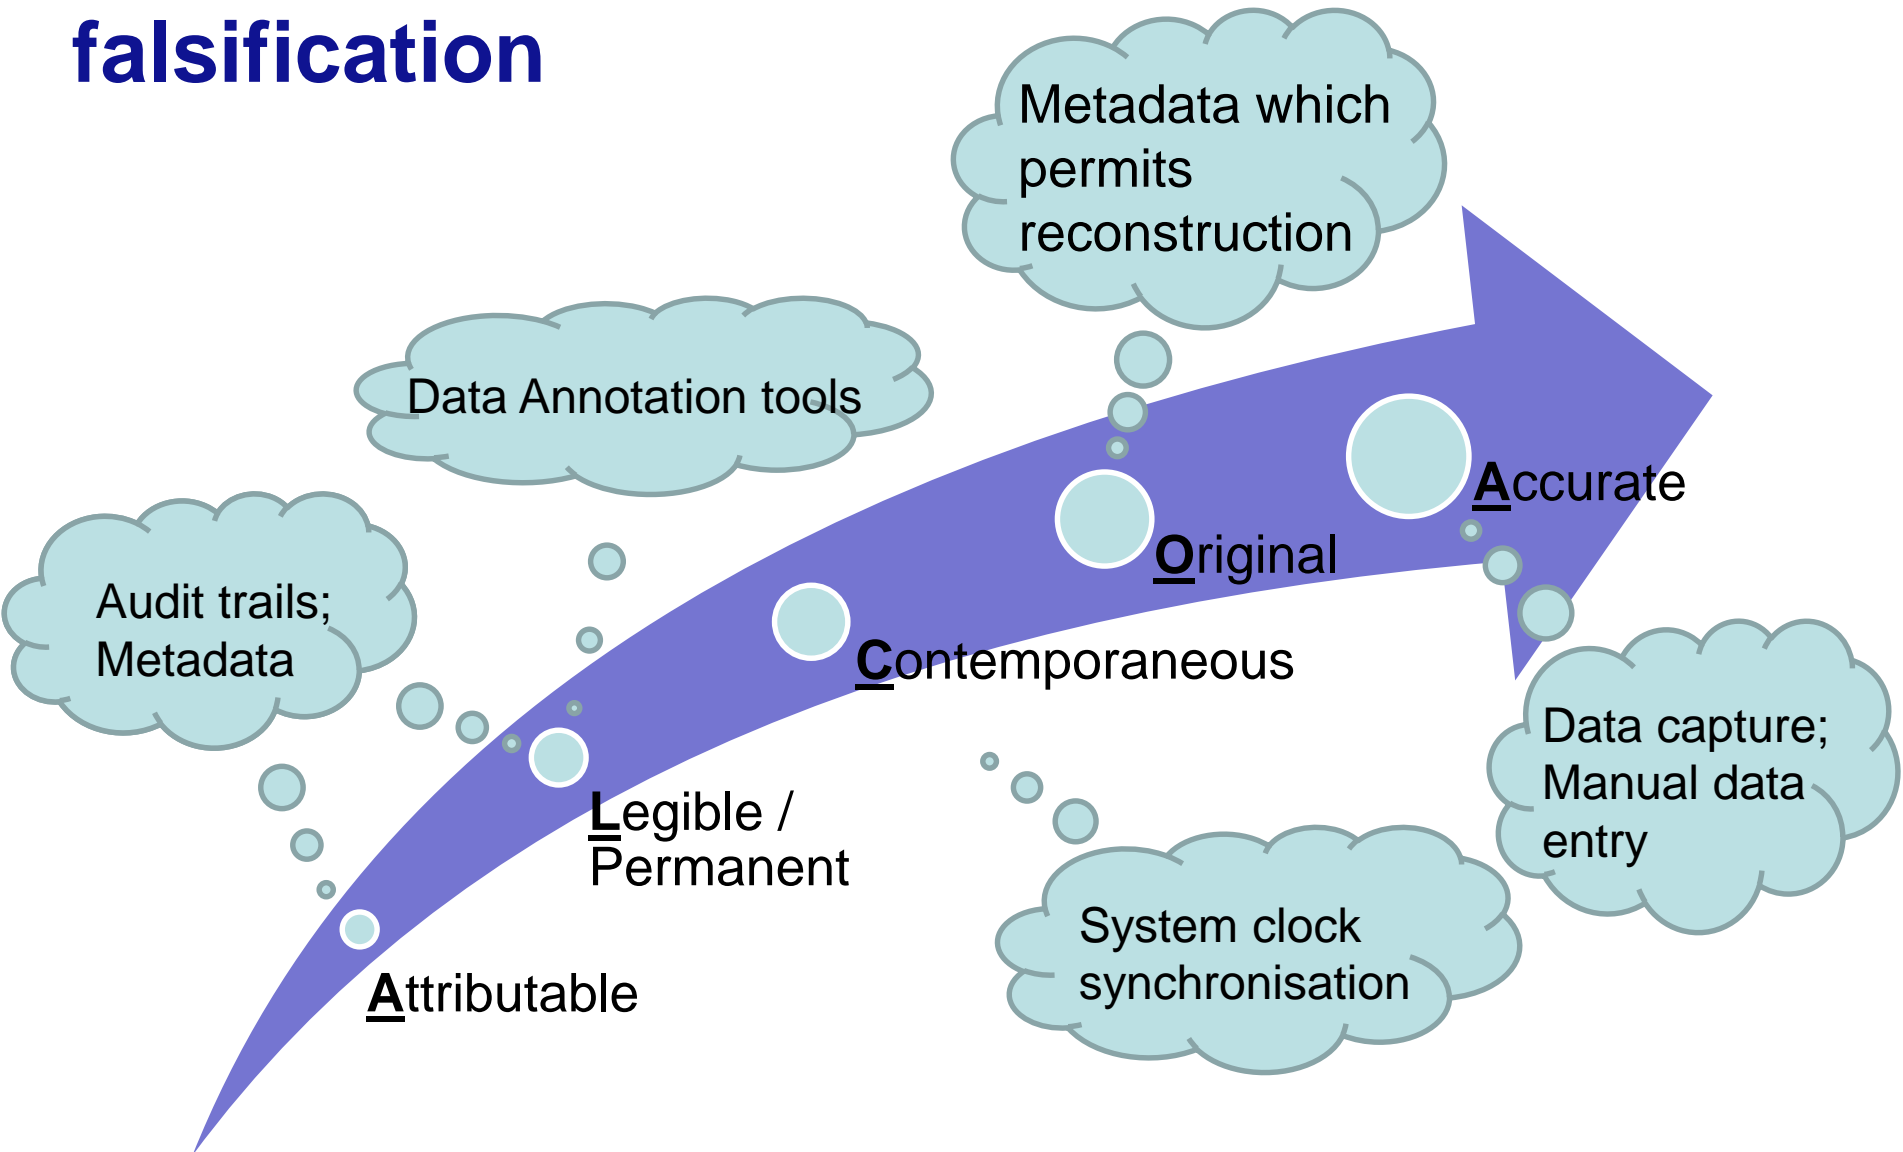 falsification
Metadata which
permits
reconstruction
Data Annotation tools
Accurate
Original
Audit trails;
Metadata
Contemporaneous
Data capture;
Manual data
entry
Legible /
Permanent
System clock
synchronisation
Attributable